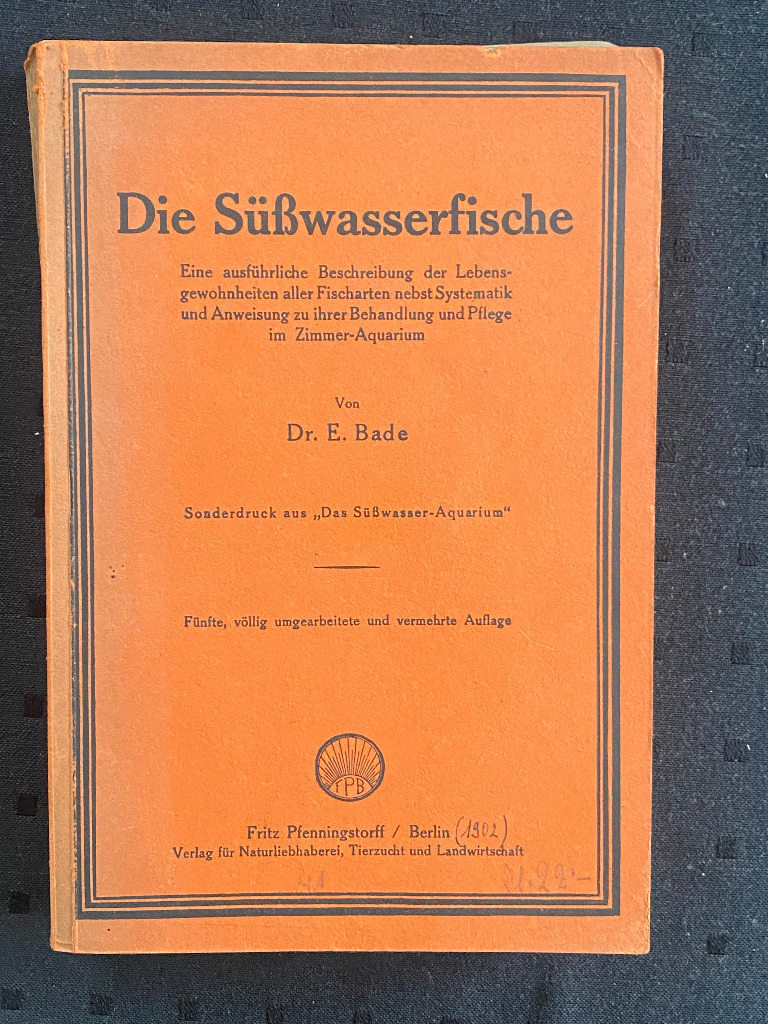 Die Süßwasserfische
Eine ausführliche Beschreibung der Lebens-
gewohnheiten aller Fischarten nebst Systematik
und Anweisung zu ihrer Behandlung und Pflege
im Zimmer-Aquarium
Von
Dr. E. Bade
Sonderdruck aus „Das Süßwasser-Aquarium“
Fünfte, völlig umgearbeitete und vermehrte Auflage
FPB
Fritz Pfenningstorff / Berlin (1902)
Verlag für Naturliebhaberei, Tierzucht und Landwirtschaft